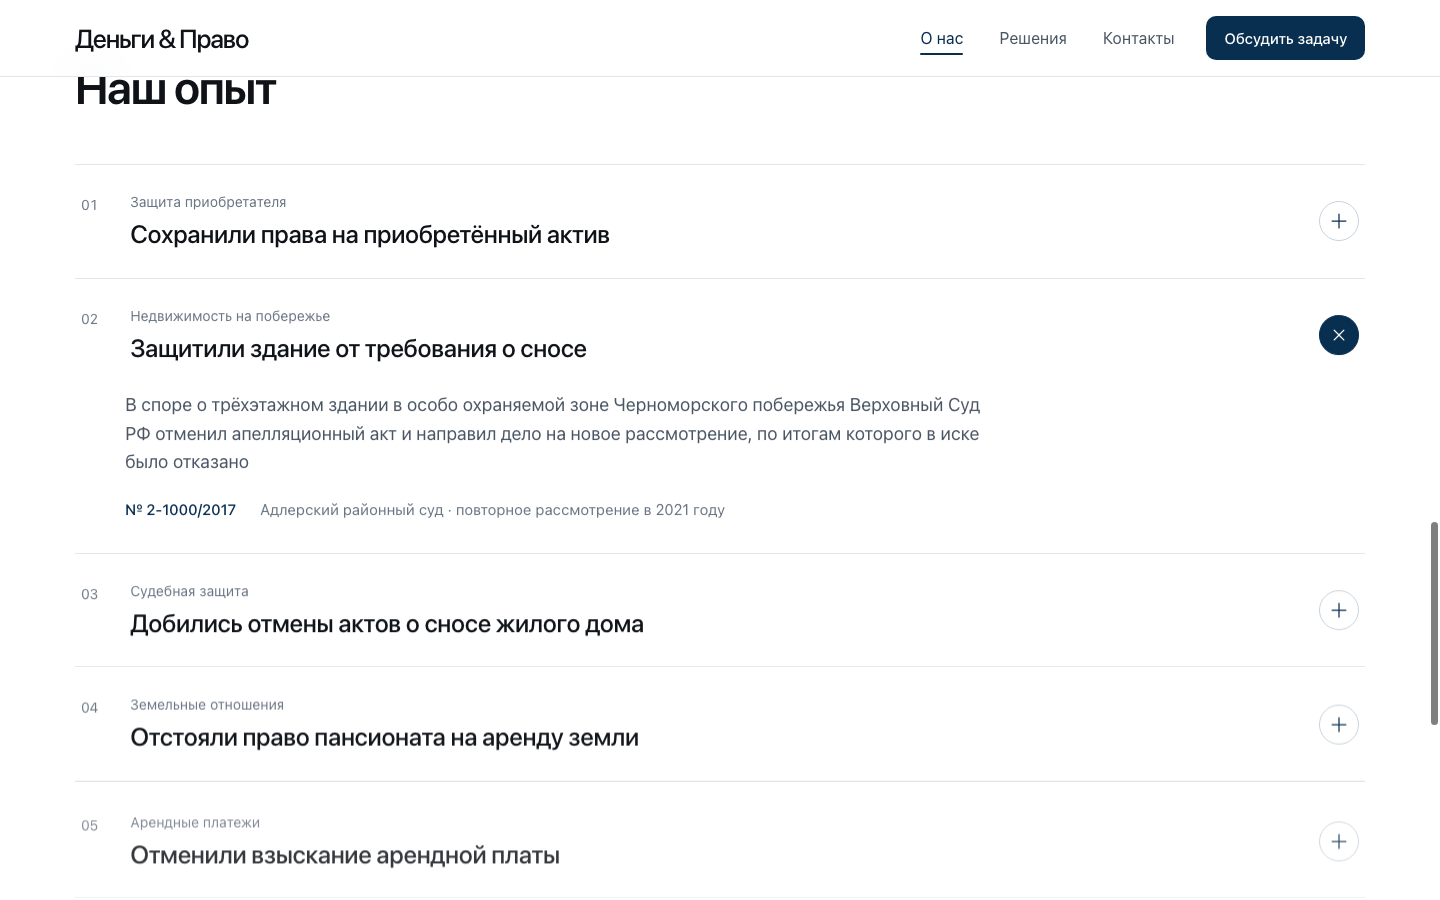 Деньги & Право
О нас
Решения
Контакты
Обсудить задачу
Наш опыт
01
Защита приобретателя
Сохранили права на приобретённый актив
02
Недвижимость на побережье
Защитили здание от требования о сносе
В споре о трёхэтажном здании в особо охраняемой зоне Черноморского побережья Верховный Суд
РФ отменил апелляционный акт и направил дело на новое рассмотрение, по итогам которого в иске
было отказано
№ 2-1000/2017
Адлерский районный суд · повторное рассмотрение в 2021 году
03
Судебная защита
Добились отмены актов о сносе жилого дома
04
Земельные отношения
Отстояли право пансионата на аренду земли
05
Арендные платежи
Отменили взыскание арендной платы